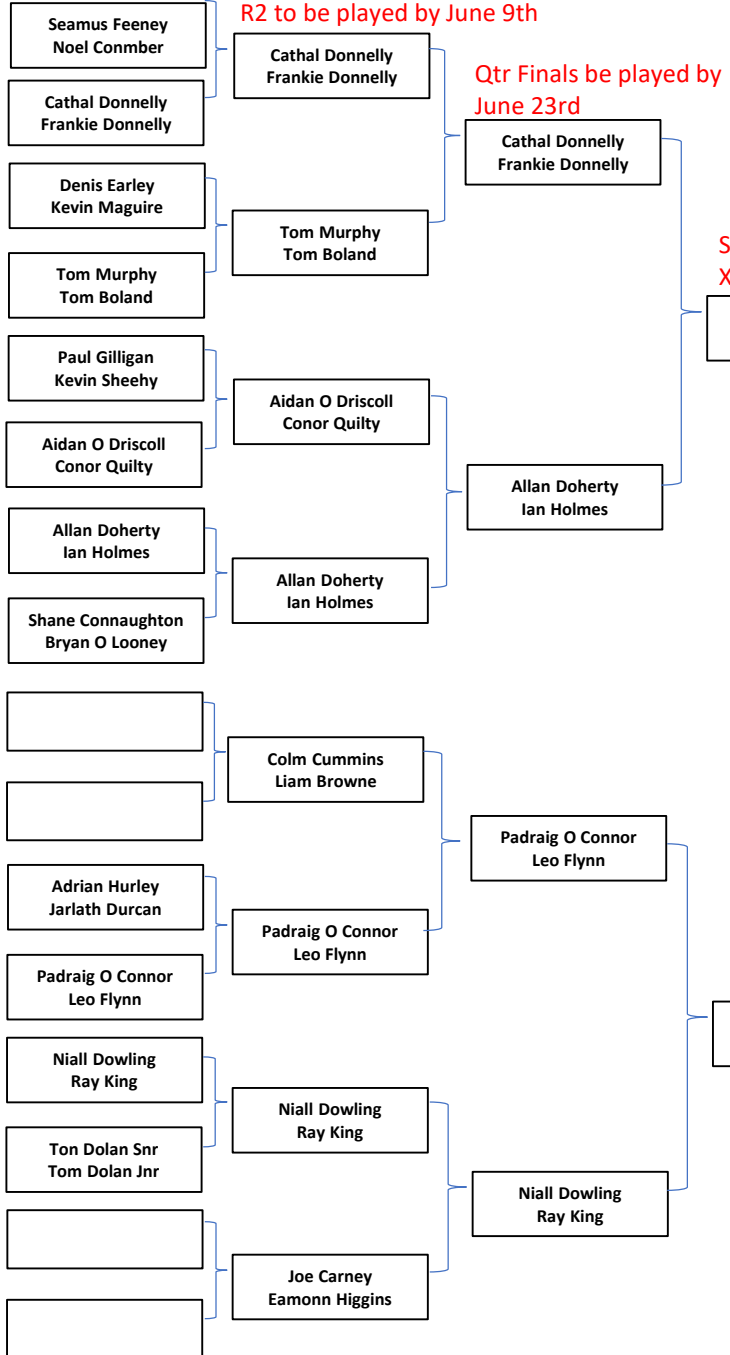 R2 to be played by June 9th
Qtr Finals be played by
June 23rd
S
X
Seamus Feeney
Noel Conmber
Cathal Donnelly
Frankie Donnelly
Denis Earley
Kevin Maguire
Tom Murphy
Tom Boland
Paul Gilligan
Kevin Sheehy
Aidan O Driscoll
Conor Quilty
Allan Doherty
Ian Holmes
Shane Connaughton
Bryan O Looney
Adrian Hurley
Jarlath Durcan
Padraig O Connor
Leo Flynn
Niall Dowling
Ray King
Ton Dolan Snr
Tom Dolan Jnr
Cathal Donnelly
Frankie Donnelly
Tom Murphy
Tom Boland
Aidan O Driscoll
Conor Quilty
Allan Doherty
Ian Holmes
Colm Cummins
Liam Browne
Padraig O Connor
Leo Flynn
Niall Dowling
Ray King
Joe Carney
Eamonn Higgins
Cathal Donnelly
Frankie Donnelly
Allan Doherty
Ian Holmes
Padraig O Connor
Leo Flynn
Niall Dowling
Ray King